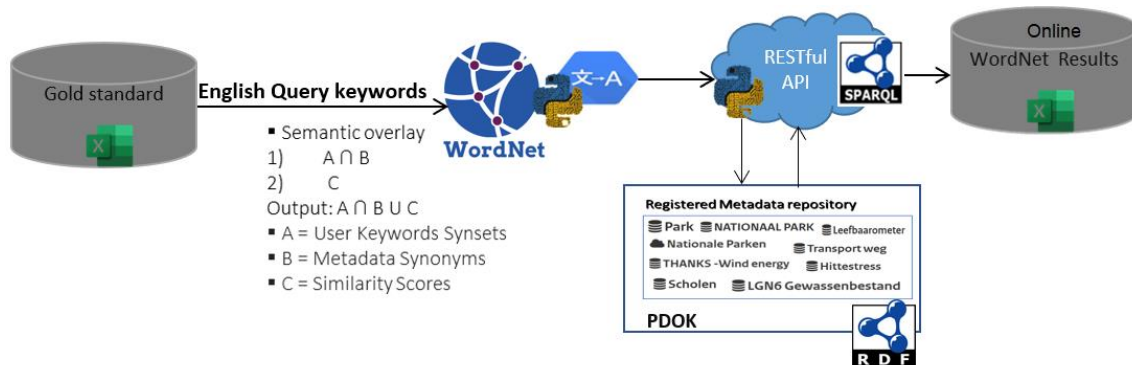 Gold standard
X
English Query keywords
▪ Semantic overlay
1) A ∩ B
2) C
Output: A ∩ B U C
▪ A = User Keywords Synsets
▪ B = Metadata Synonyms
▪ C = Similarity Scores
WordNet
文→A
RESTful
API
SPARQL
Online
WordNet Results
X
Registered Metadata repository
Park
NATIONAAL PARK
Leefbaarometer
Nationale Parken
Transport weg
THANKS -Wind energy
Hittestress
Scholen
LGN6 Gewassenbestand
PDOK
RDF